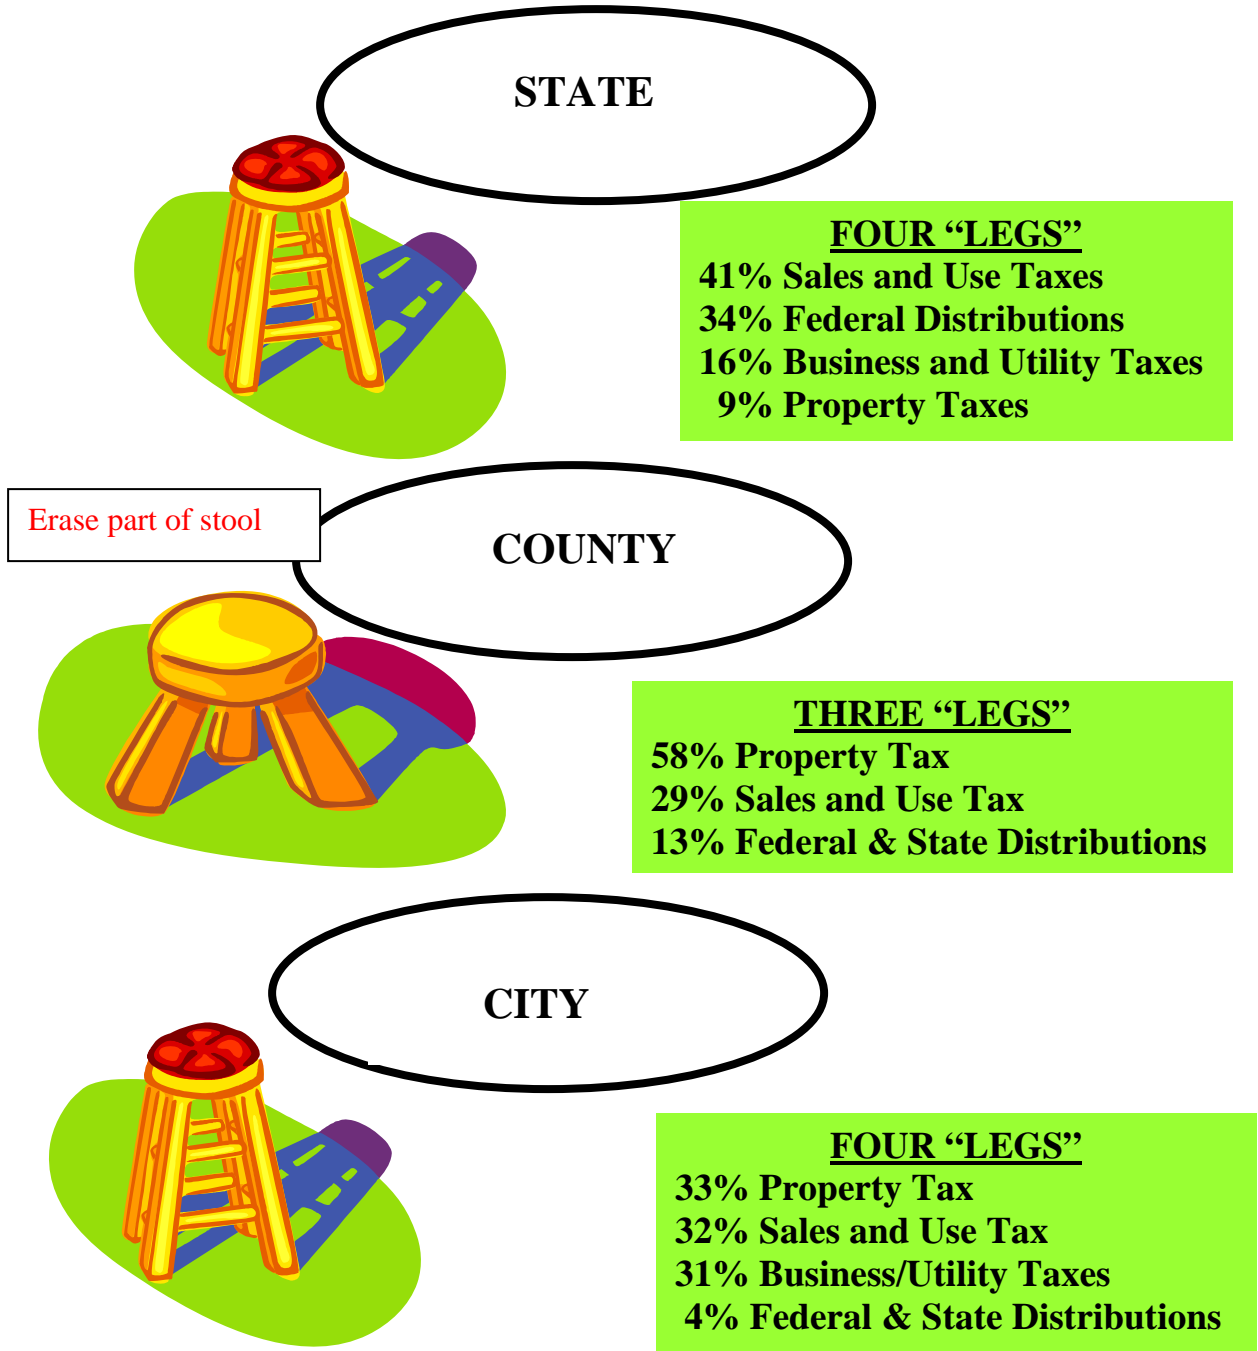 STATE
FOUR “LEGS”
41% Sales and Use Taxes
34% Federal Distributions
16% Business and Utility Taxes
9% Property Taxes
Erase part of stool
COUNTY
THREE “LEGS”
58% Property Tax
29% Sales and Use Tax
13% Federal & State Distributions
CITY
FOUR “LEGS”
33% Property Tax
32% Sales and Use Tax
31% Business/Utility Taxes
4% Federal & State Distributions